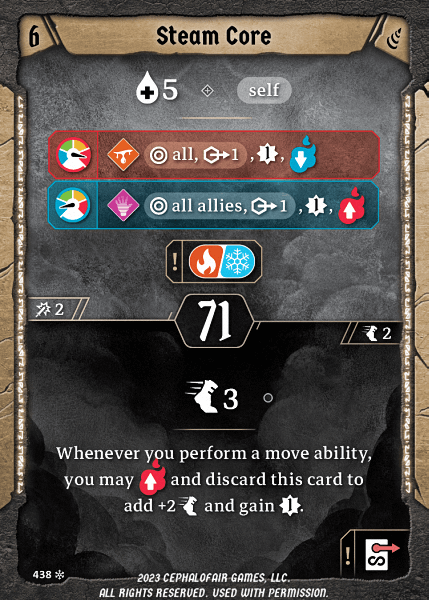 6 Steam Core
5 self
all, 1 , ,
all allies, 1 , ,
!
2 71
2
3
Whenever you perform a move ability,
you may and discard this card to
add +2 and gain .
!
438
2023 CEPHALOFAIR GAMES, LLC.
ALL RIGHTS RESERVED. USED WITH PERMISSION.